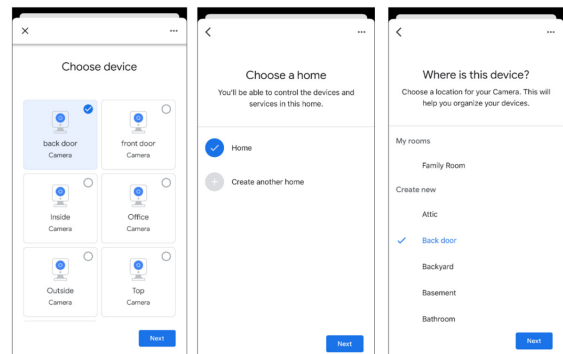 Choose device
back door
Camera
front door
Camera
Inside
Camera
Office
Camera
Outside
Camera
Top
Camera
Next
Choose a home
You'll be able to control the devices and
services in this home.
Home
Create another home
Next
Where is this device?
Choose a location for your Camera. This will
help you organize your devices.
My rooms
Family Room
Create new
Attic
Back door
Backyard
Basement
Bathroom
Next